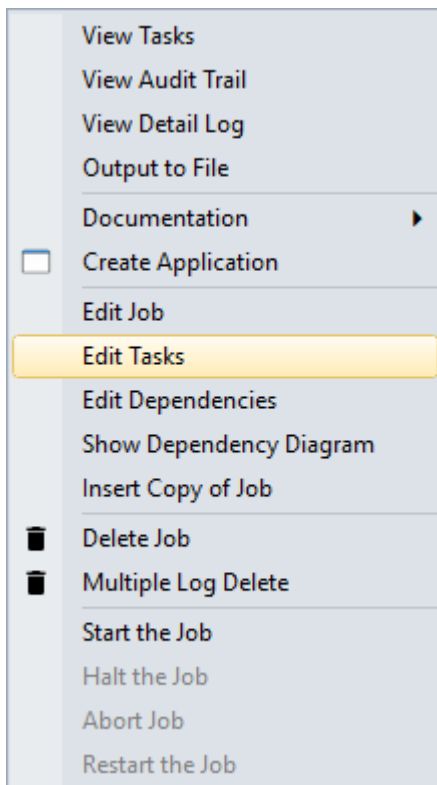 View Tasks
View Audit Trail
View Detail Log
Output to File
Documentation
Create Application
Edit Job
Edit Tasks
Edit Dependencies
Show Dependency Diagram
Insert Copy of Job
Delete Job
Multiple Log Delete
Start the Job
Halt the Job
Abort Job
Restart the Job